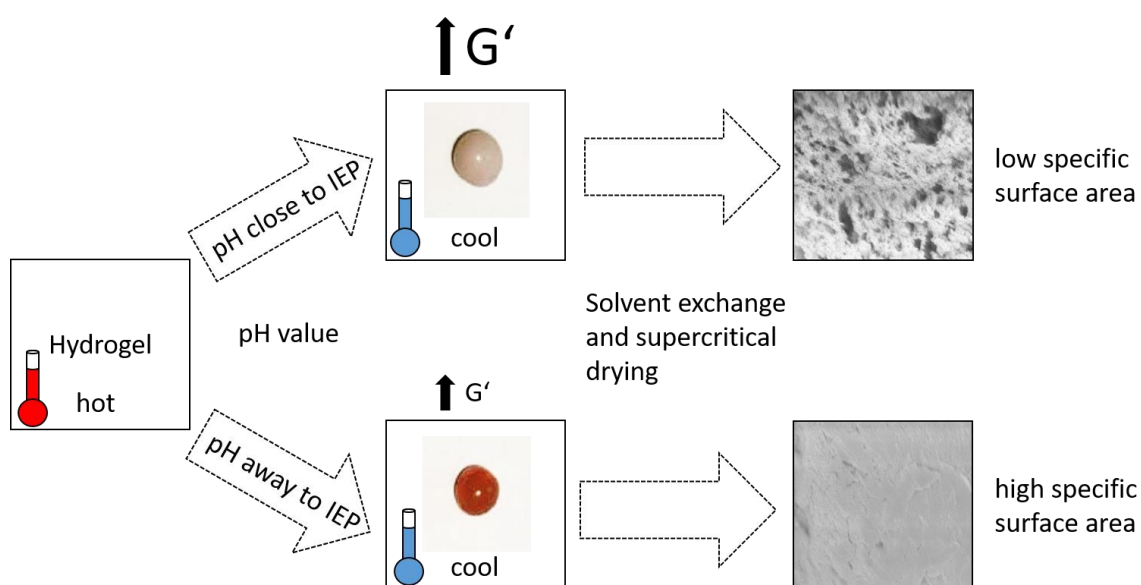 G‘
pH close to IEP
cool
low specific
surface area
Hydrogel
hot
pH value
Solvent exchange
and supercritical
drying
G‘
pH away to IEP
cool
high specific
surface area